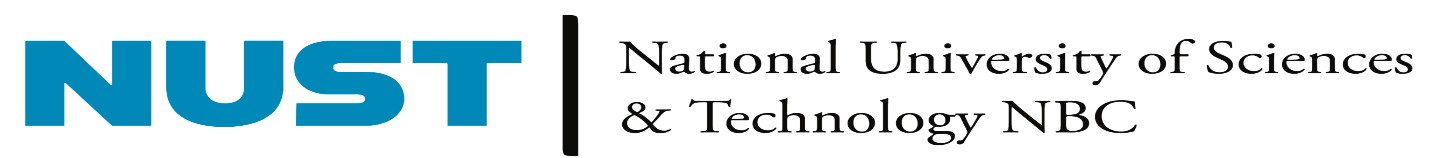 NUST
National University of Sciences
& Technology NBC